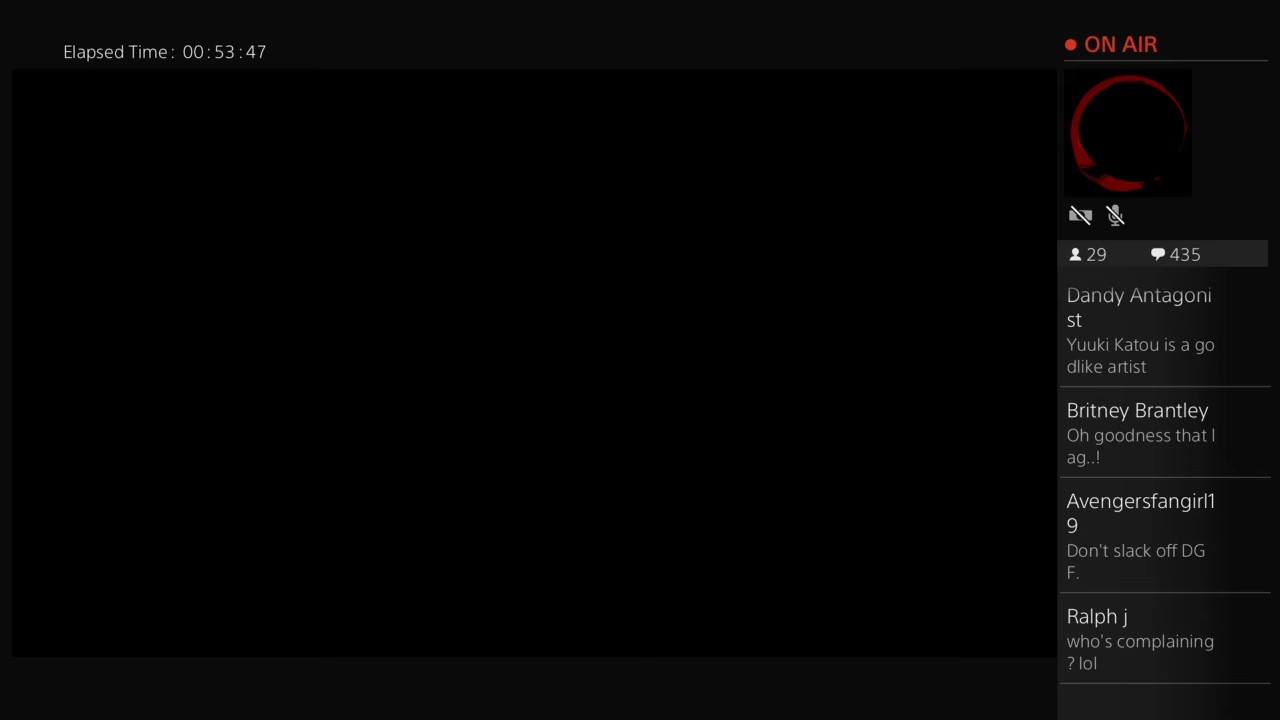 Elapsed Time: 00:53:47
ON AIR
29 435
Dandy Antagoni
st
Yuuki Katou is a go
dlike artist
Britney Brantley
Oh goodness that l
ag..!
Avengersfangirl1
9
Don't slack off DG
F.
Ralph j
who's complaining
? lol